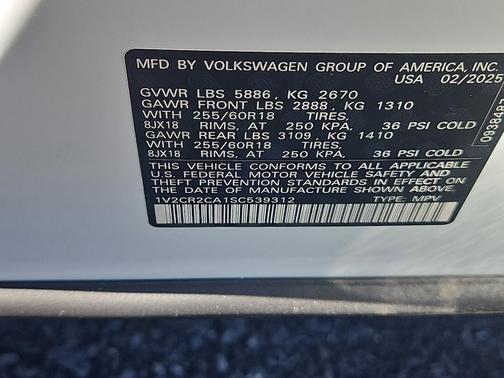 MFD BY VOLKSWAGEN GROUP OF AMERICA, INC.
USA 02/2025
GVWR LBS 5886, KG 2670
GAWR FRONT LBS 2888, KG 1310
WITH 255/60R18 TIRES,
8JX18 RIMS, AT 250 KPA, 36 PSI COLD
GAWR REAR LBS 3109, KG 1410
WITH 255/60R18 TIRES,
8JX18 RIMS, AT 250 KPA, 36 PSI COLD
THIS VEHICLE CONFORMS TO ALL APPLICABLE
U.S. FEDERAL MOTOR VEHICLE SAFETY AND
THEFT PREVENTION STANDARDS IN EFFECT ON
THE DATE OF MANUFACTURE SHOWN ABOVE.
1V2CR2CA1SC539312 TYPE: MPV